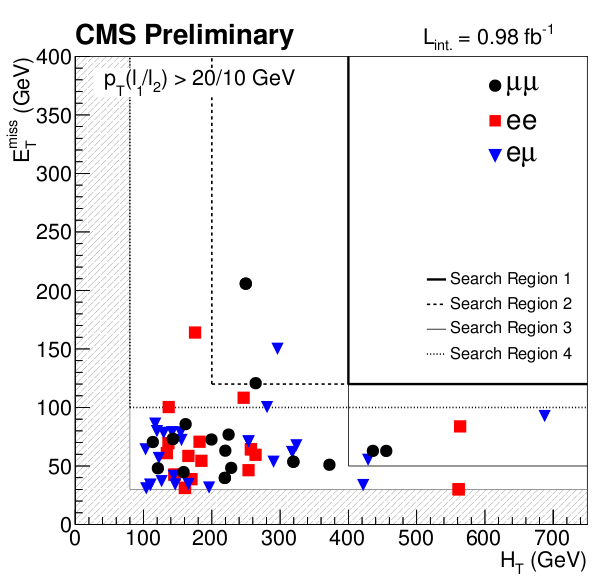 CMS Preliminary
L_int. = 0.98 fb^-1
p_T(l_1/l_2) > 20/10 GeV
E_T^miss (GeV)
400
350
300
250
200
150
100
50
0
μμ
ee
eμ
Search Region 1
Search Region 2
Search Region 3
Search Region 4
0 100 200 300 400 500 600 700
H_T (GeV)